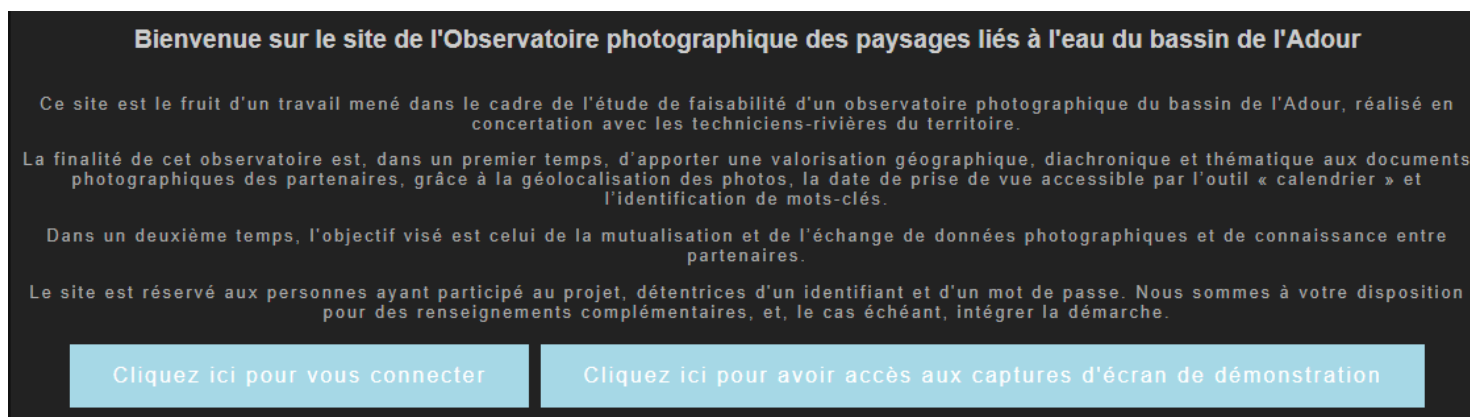 Bienvenue sur le site de l'Observatoire photographique des paysages liés à l'eau du bassin de l'Adour
Ce site est le fruit d'un travail mené dans le cadre de l'étude de faisabilité d'un observatoire photographique du bassin de l'Adour, réalisé en
concertation avec les techniciens-rivières du territoire.
La finalité de cet observatoire est, dans un premier temps, d’apporter une valorisation géographique, diachronique et thématique aux documents
photographiques des partenaires, grâce à la géolocalisation des photos, la date de prise de vue accessible par l’outil « calendrier » et
l’identification de mots-clés.
Dans un deuxième temps, l’objectif visé est celui de la mutualisation et de l’échange de données photographiques et de connaissance entre
partenaires.
Le site est réservé aux personnes ayant participé au projet, détentrices d'un identifiant et d'un mot de passe. Nous sommes à votre disposition
pour des renseignements complémentaires, et, le cas échéant, intégrer la démarche.
Cliquez ici pour vous connecter
Cliquez ici pour avoir accès aux captures d'écran de démonstration